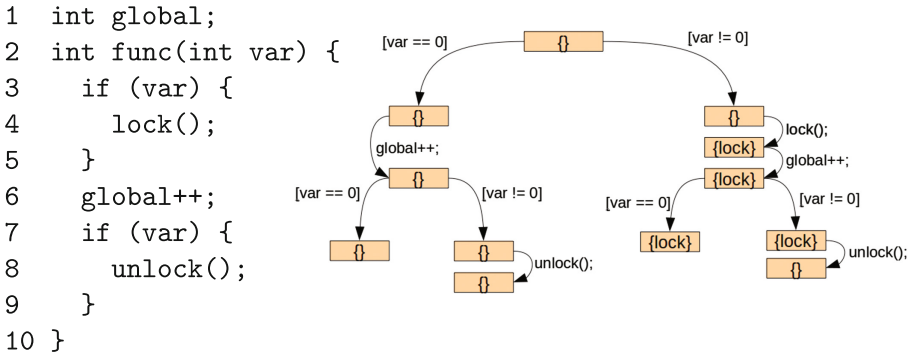 1 int global;
2 int func(int var) {
3 if (var) {
4 lock();
5 }
6 global++;
7 if (var) {
8 unlock();
9 }
10 }
[var == 0]
{}
[var != 0]
{}
{}
lock();
{lock}
global++;
global++;
{}
{lock}
[var == 0]
[var != 0]
[var == 0]
[var != 0]
{}
{}
unlock();
{}
{lock}
{lock}
unlock();
{}